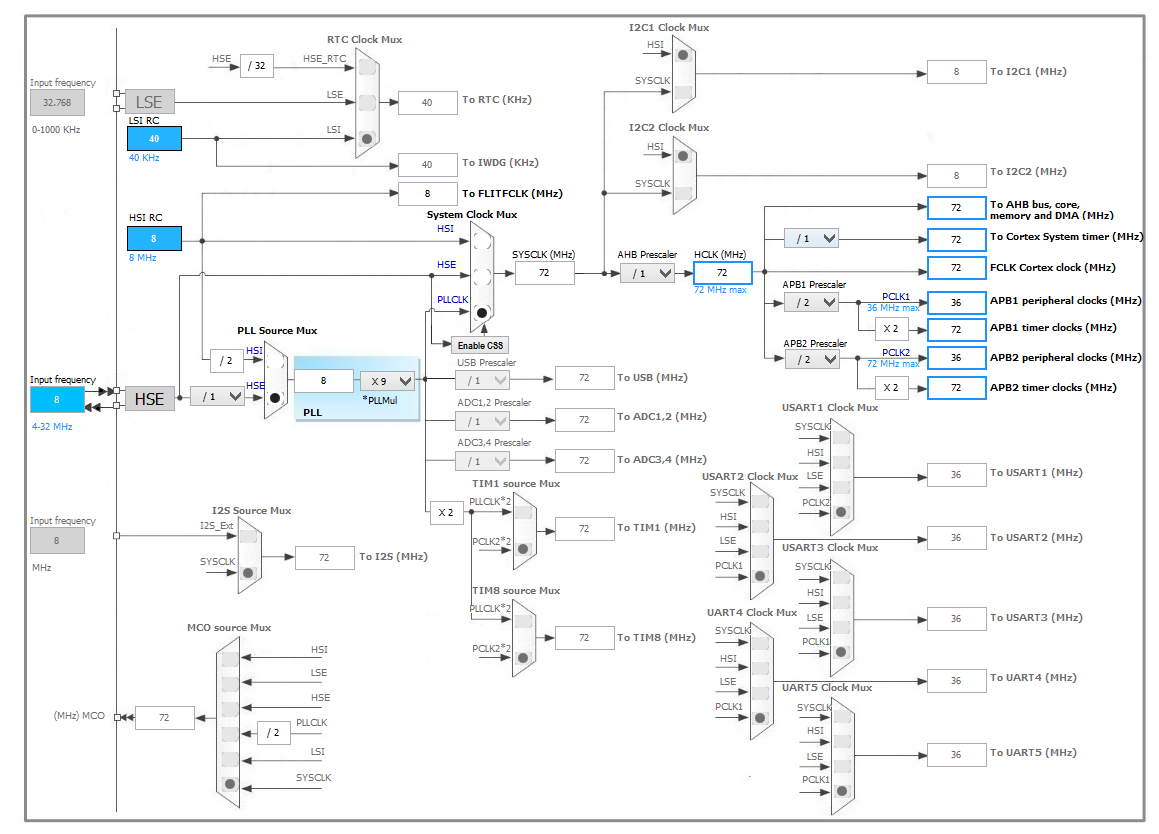 RTC Clock Mux
HSE
/ 32
HSE_RTC
Input frequency
32.768
0-1000 KHz
LSE
LSE
40
To RTC (KHz)
LSI RC
40
40 KHz
LSI
40
To IWDG (KHz)
8
To FLITFCLK (MHz)
HSI RC
8
8 MHz
System Clock Mux
HSI
HSE
PLLCLK
SYSCLK (MHz)
72
Enable CSS
AHB Prescaler
/ 1
HCLK (MHz)
72
72 MHz max
I2C1 Clock Mux
HSI
SYSCLK
8
To I2C1 (MHz)
I2C2 Clock Mux
HSI
SYSCLK
8
To I2C2 (MHz)
72
To AHB bus, core,
memory and DMA (MHz)
/ 1
72
To Cortex System timer (MHz)
72
FCLK Cortex clock (MHz)
APB1 Prescaler
/ 2
PCLK1
36 MHz max
36
APB1 peripheral clocks (MHz)
X 2
72
APB1 timer clocks (MHz)
APB2 Prescaler
/ 2
PCLK2
72 MHz max
36
APB2 peripheral clocks (MHz)
X 2
72
APB2 timer clocks (MHz)
PLL Source Mux
/ 2
HSI
Input frequency
8
4-32 MHz
HSE
/ 1
HSE
8
X 9
*PLLMul
PLL
USB Prescaler
/ 1
72
To USB (MHz)
ADC1,2 Prescaler
/ 1
72
To ADC1,2 (MHz)
ADC3,4 Prescaler
/ 1
72
To ADC3,4 (MHz)
X 2
TIM1 source Mux
PLLCLK*2
PCLK2*2
72
To TIM1 (MHz)
TIM8 source Mux
PLLCLK*2
PCLK2*2
72
To TIM8 (MHz)
Input frequency
8
MHz
I2S Source Mux
I2S_Ext
SYSCLK
72
To I2S (MHz)
MCO source Mux
HSI
LSE
HSE
PLLCLK
/ 2
LSI
SYSCLK
(MHz) MCO
72
USART1 Clock Mux
SYSCLK
HSI
LSE
PCLK2
36
To USART1 (MHz)
USART2 Clock Mux
SYSCLK
HSI
LSE
PCLK1
36
To USART2 (MHz)
USART3 Clock Mux
SYSCLK
HSI
LSE
PCLK1
36
To USART3 (MHz)
UART4 Clock Mux
SYSCLK
HSI
LSE
PCLK1
36
To UART4 (MHz)
UART5 Clock Mux
SYSCLK
HSI
LSE
PCLK1
36
To UART5 (MHz)